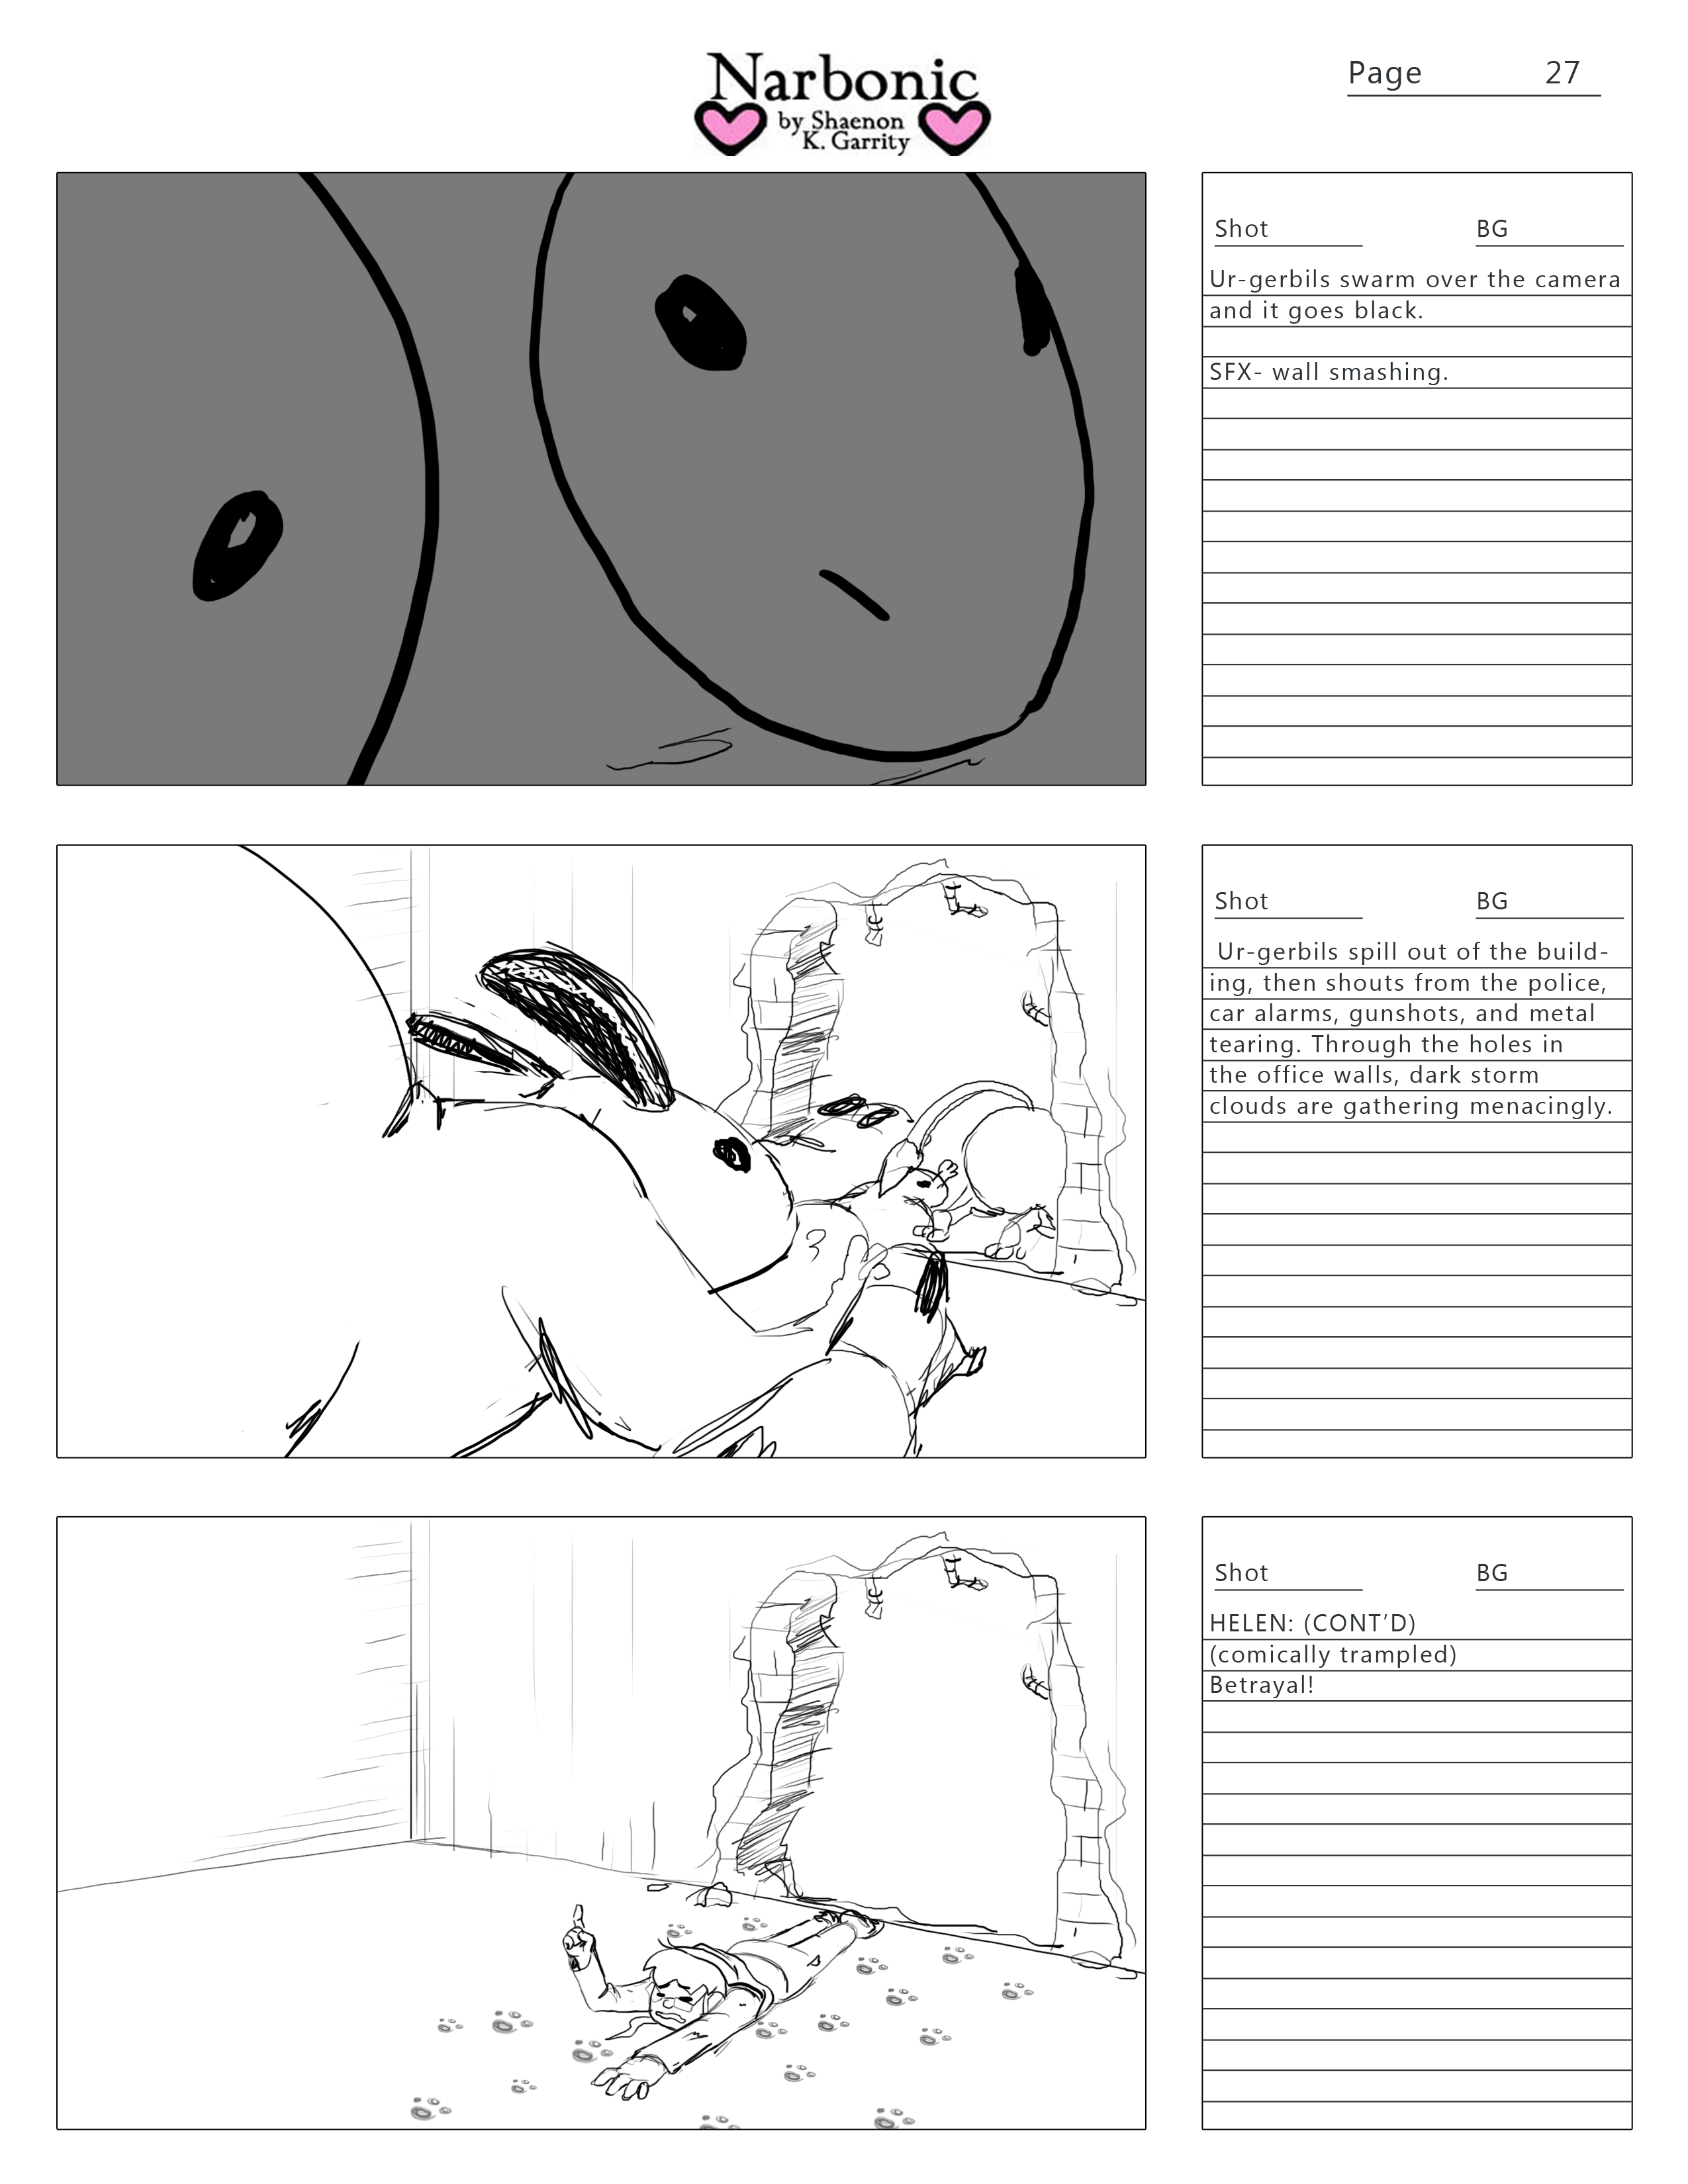 Narbonic
by Shaenon
K. Garrity
Page 27
Shot BG
Ur-gerbils swarm over the camera
and it goes black.
SFX- wall smashing.
Shot BG
Ur-gerbils spill out of the build-
ing, then shouts from the police,
car alarms, gunshots, and metal
tearing. Through the holes in
the office walls, dark storm
clouds are gathering menacingly.
Shot BG
HELEN: (CONT’D)
(comically trampled)
Betrayal!